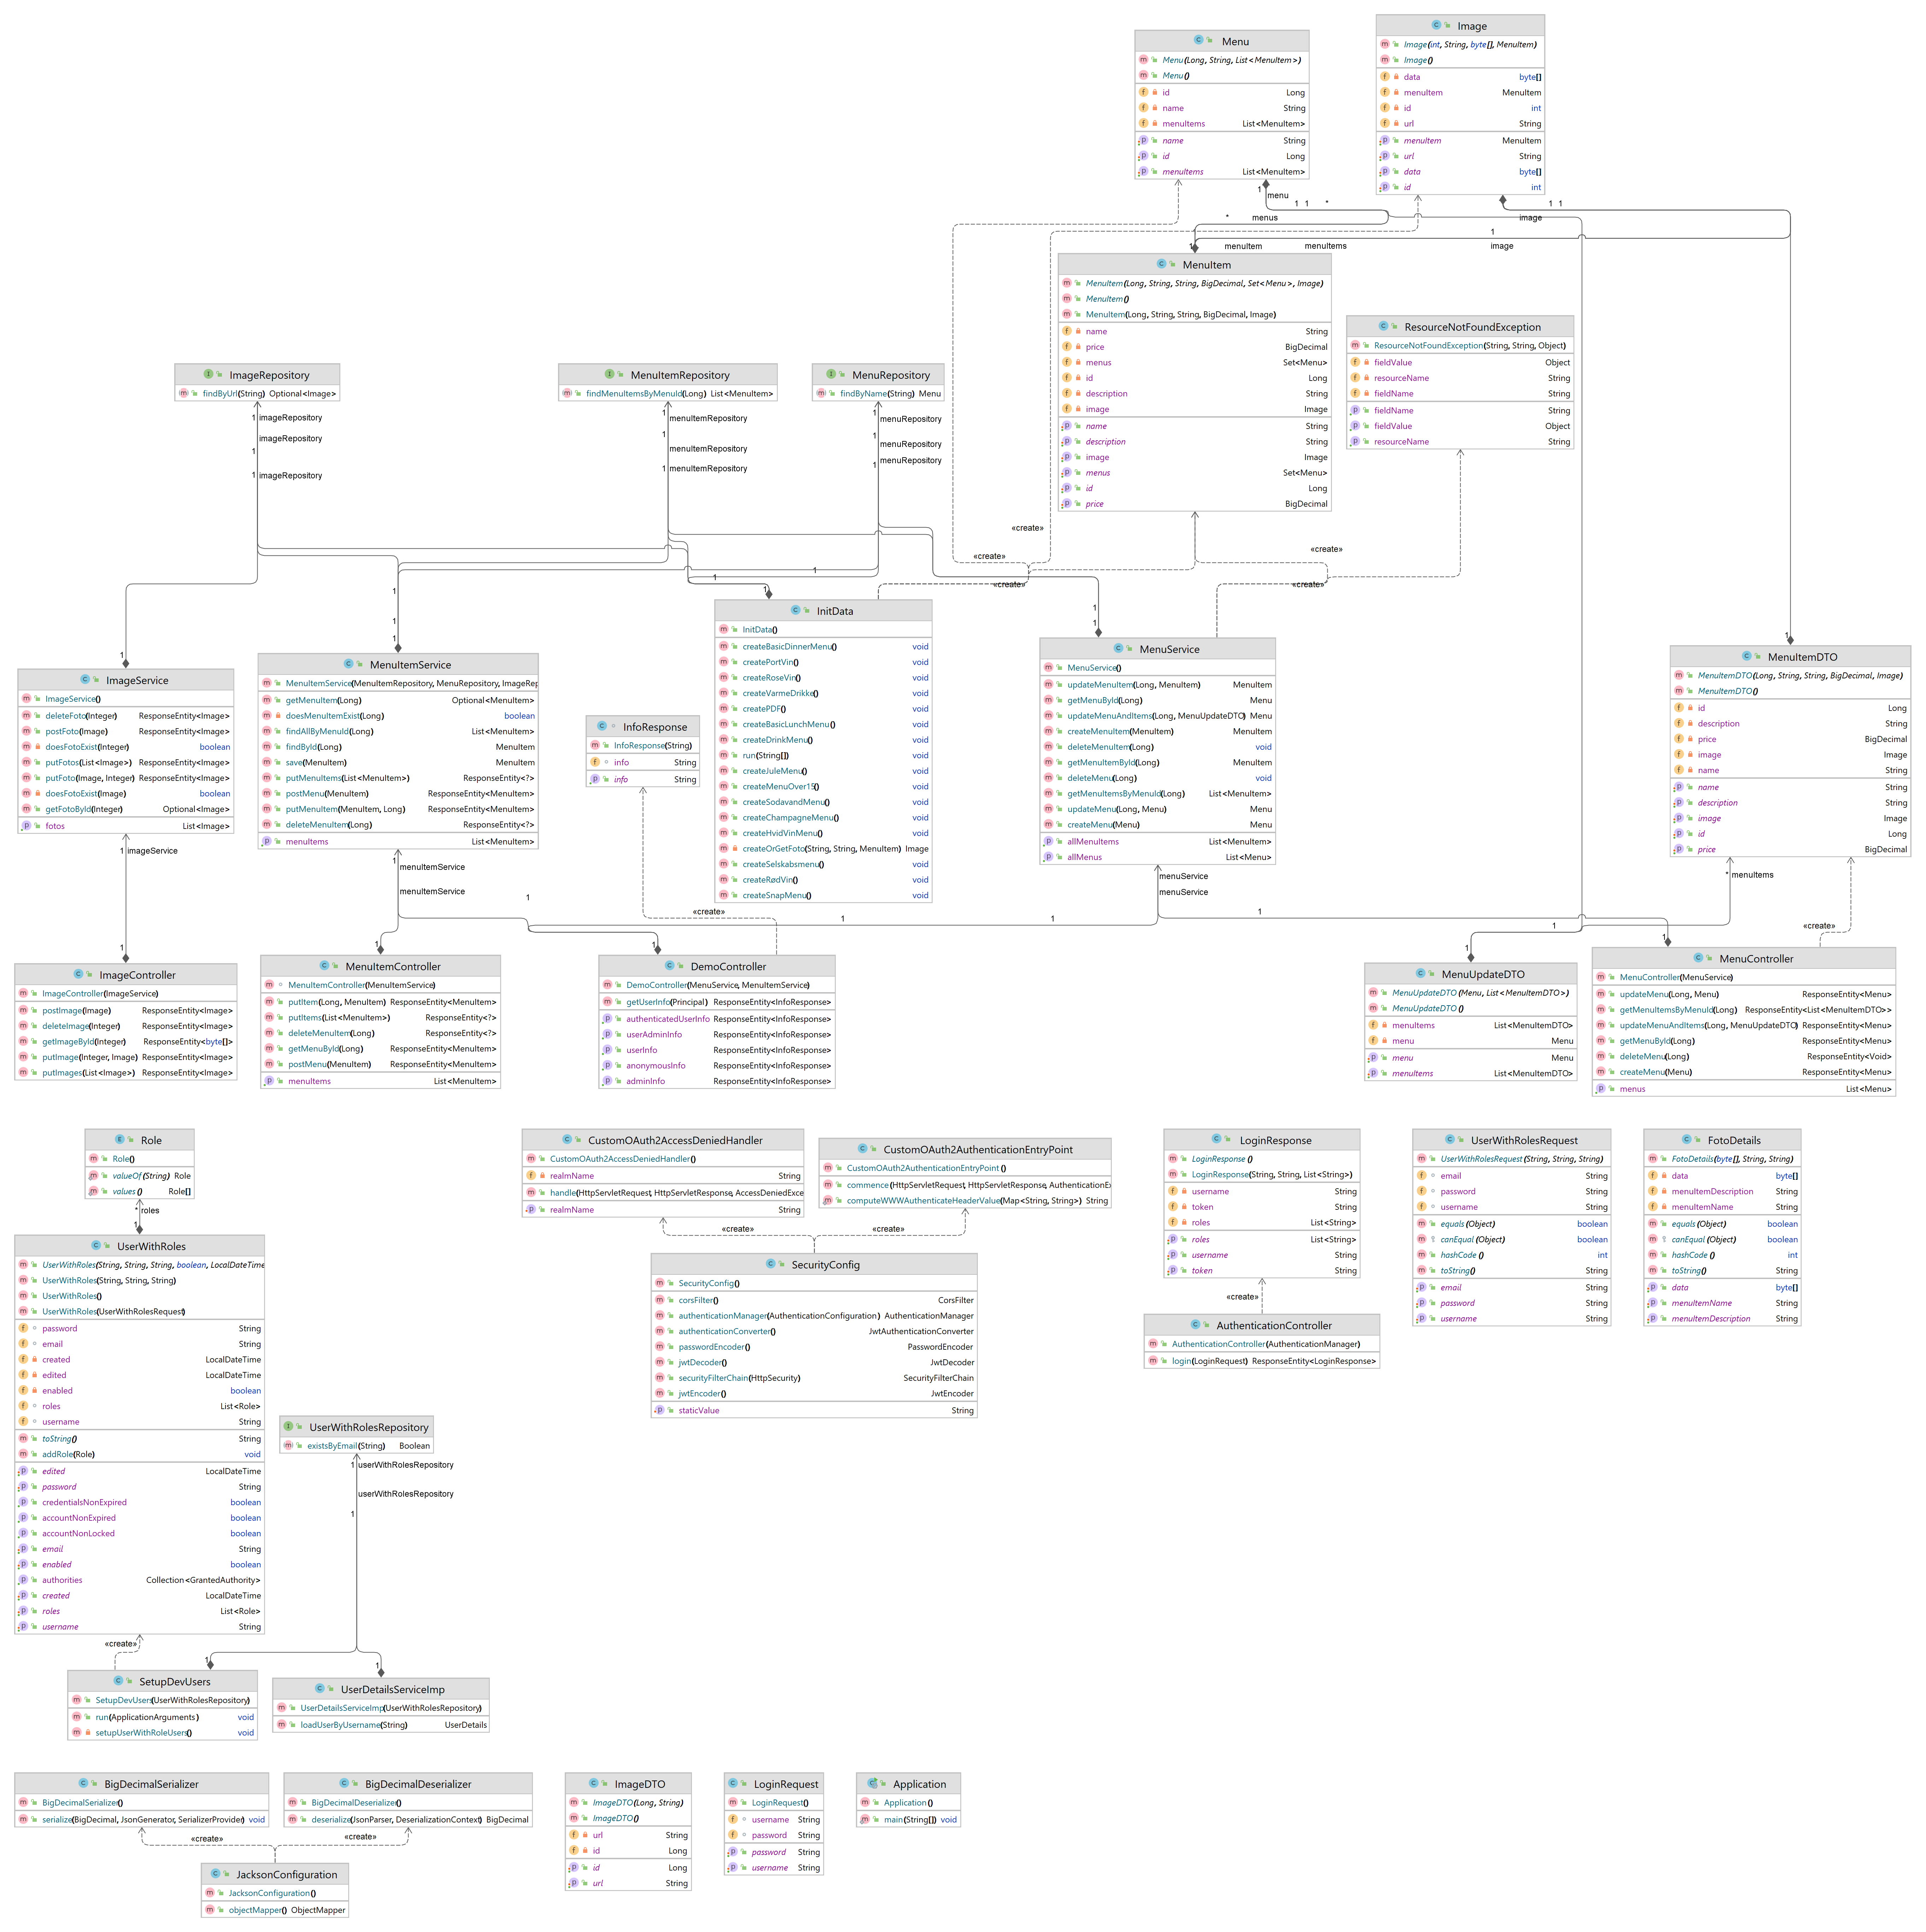 Menu
Menu(Long, String, List<MenuItem>)
Menu()
id Long
name String
menuItems List<MenuItem>
name String
id Long
menuItems List<MenuItem>
Image
Image(int, String, byte[], MenuItem)
Image()
data byte[]
menuItem MenuItem
id int
url String
menuItem MenuItem
url String
data byte[]
id int
1 menu
1 1 *
* menus
1 1
image
1
1 menuItem menuItems image
MenuItem
MenuItem(Long, String, String, BigDecimal, Set<Menu>, Image)
MenuItem()
MenuItem(Long, String, String, BigDecimal, Image)
name String
price BigDecimal
menus Set<Menu>
id Long
description String
image Image
name String
description String
image Image
menus Set<Menu>
id Long
price BigDecimal
ResourceNotFoundException
ResourceNotFoundException(String, String, Object)
fieldValue Object
resourceName String
fieldName String
fieldName String
fieldValue Object
resourceName String
ImageRepository
findByUrl(String) Optional<Image>
MenuItemRepository
findMenuItemsByMenuId(Long) List<MenuItem>
MenuRepository
findByName(String) Menu
1 imageRepository
imageRepository
1
1 imageRepository
1 menuItemRepository
1
menuItemRepository
1 menuItemRepository
1 menuRepository
1
menuRepository
1 menuRepository
«create»
«create»
«create»
«create»
«create»
1
1
1
1
1
1
1
1
1
1
1
ImageService
ImageService()
deleteFoto(Integer) ResponseEntity<Image>
postFoto(Image) ResponseEntity<Image>
doesFotoExist(Integer) boolean
putFotos(List<Image>) ResponseEntity<Image>
putFoto(Image, Integer) ResponseEntity<Image>
doesFotoExist(Image) boolean
getFotoById(Integer) Optional<Image>
fotos List<Image>
MenuItemService
MenuItemService(MenuItemRepository, MenuRepository, ImageRep
getMenuItem(Long) Optional<MenuItem>
doesMenuItemExist(Long) boolean
findAllByMenuId(Long) List<MenuItem>
findById(Long) MenuItem
save(MenuItem) MenuItem
putMenuItems(List<MenuItem>) ResponseEntity<?>
postMenu(MenuItem) ResponseEntity<MenuItem>
putMenuItem(MenuItem, Long) ResponseEntity<MenuItem>
deleteMenuItem(Long) ResponseEntity<?>
menuItems List<MenuItem>
InfoResponse
InfoResponse(String)
info String
info String
InitData
InitData()
createBasicDinnerMenu() void
createPortVin() void
createRoseVin() void
createVarmeDrikke() void
createPDF() void
createBasicLunchMenu() void
createDrinkMenu() void
run(String[]) void
createJuleMenu() void
createMenuOver15() void
createSodavandMenu() void
createChampagneMenu() void
createHvidVinMenu() void
createOrGetFoto(String, String, MenuItem) Image
createSelskabsmenu() void
createRødVin() void
createSnapMenu() void
MenuService
MenuService()
updateMenuItem(Long, MenuItem) MenuItem
getMenuById(Long) Menu
updateMenuAndItems(Long, MenuUpdateDTO) Menu
createMenuItem(MenuItem) MenuItem
deleteMenuItem(Long) void
getMenuItemById(Long) MenuItem
deleteMenu(Long) void
getMenuItemsByMenuId(Long) List<MenuItem>
updateMenu(Long, Menu) Menu
createMenu(Menu) Menu
allMenuItems List<MenuItem>
allMenus List<Menu>
MenuItemDTO
MenuItemDTO(Long, String, String, BigDecimal, Image)
MenuItemDTO()
id Long
description String
price BigDecimal
image Image
name String
name String
description String
image Image
id Long
price BigDecimal
1 imageService
menuItemService
menuItemService
1
«create»
1
1
menuService
menuService
1
* menuItems
1
«create»
1
1
1
1
1
ImageController
ImageController(ImageService)
postImage(Image) ResponseEntity<Image>
deleteImage(Integer) ResponseEntity<Image>
getImageById(Integer) ResponseEntity<byte[]>
putImage(Integer, Image) ResponseEntity<Image>
putImages(List<Image>) ResponseEntity<Image>
MenuItemController
MenuItemController(MenuItemService)
putItem(Long, MenuItem) ResponseEntity<MenuItem>
putItems(List<MenuItem>) ResponseEntity<?>
deleteMenuItem(Long) ResponseEntity<?>
getMenuById(Long) ResponseEntity<MenuItem>
postMenu(MenuItem) ResponseEntity<MenuItem>
menuItems List<MenuItem>
DemoController
DemoController(MenuService, MenuItemService)
getUserInfo(Principal) ResponseEntity<InfoResponse>
authenticatedUserInfo ResponseEntity<InfoResponse>
userAdminInfo ResponseEntity<InfoResponse>
userInfo ResponseEntity<InfoResponse>
anonymousInfo ResponseEntity<InfoResponse>
adminInfo ResponseEntity<InfoResponse>
MenuUpdateDTO
MenuUpdateDTO(Menu, List<MenuItemDTO>)
MenuUpdateDTO()
menuItems List<MenuItemDTO>
menu Menu
menu Menu
menuItems List<MenuItemDTO>
MenuController
MenuController(MenuService)
updateMenu(Long, Menu) ResponseEntity<Menu>
getMenuItemsByMenuId(Long) ResponseEntity<List<MenuItemDTO>>
updateMenuAndItems(Long, MenuUpdateDTO) ResponseEntity<Menu>
getMenuById(Long) ResponseEntity<Menu>
deleteMenu(Long) ResponseEntity<Void>
createMenu(Menu) ResponseEntity<Menu>
menus List<Menu>
Role
Role()
valueOf(String) Role
values() Role[]
* roles
1
UserWithRoles
UserWithRoles(String, String, String, boolean, LocalDateTime
UserWithRoles(String, String, String)
UserWithRoles()
UserWithRoles(UserWithRolesRequest)
password String
email String
created LocalDateTime
edited LocalDateTime
enabled boolean
roles List<Role>
username String
toString() String
addRole(Role) void
edited LocalDateTime
password String
credentialsNonExpired boolean
accountNonExpired boolean
accountNonLocked boolean
email String
enabled boolean
authorities Collection<GrantedAuthority>
created LocalDateTime
roles List<Role>
username String
«create»
CustomOAuth2AccessDeniedHandler
CustomOAuth2AccessDeniedHandler()
realmName String
handle(HttpServletRequest, HttpServletResponse, AccessDeniedExce
realmName String
CustomOAuth2AuthenticationEntryPoint
CustomOAuth2AuthenticationEntryPoint()
commence(HttpServletRequest, HttpServletResponse, AuthenticationE
computeWWWAuthenticateHeaderValue(Map<String, String>) String
«create»
«create»
SecurityConfig
SecurityConfig()
corsFilter() CorsFilter
authenticationManager(AuthenticationConfiguration) AuthenticationManager
authenticationConverter() JwtAuthenticationConverter
passwordEncoder() PasswordEncoder
jwtDecoder() JwtDecoder
securityFilterChain(HttpSecurity) SecurityFilterChain
jwtEncoder() JwtEncoder
staticValue String
LoginResponse
LoginResponse()
LoginResponse(String, String, List<String>)
username String
token String
roles List<String>
roles List<String>
username String
token String
«create»
AuthenticationController
AuthenticationController(AuthenticationManager)
login(LoginRequest) ResponseEntity<LoginResponse>
UserWithRolesRequest
UserWithRolesRequest(String, String, String)
email String
password String
username String
equals(Object) boolean
canEqual(Object) boolean
hashCode() int
toString() String
email String
password String
username String
FotoDetails
FotoDetails(byte[], String, String)
data byte[]
menuItemDescription String
menuItemName String
equals(Object) boolean
canEqual(Object) boolean
hashCode() int
toString() String
data byte[]
menuItemName String
menuItemDescription String
UserWithRolesRepository
existsByEmail(String) Boolean
1 userWithRolesRepository
userWithRolesRepository
1
1
1
SetupDevUsers
SetupDevUsers(UserWithRolesRepository)
run(ApplicationArguments) void
setupUserWithRoleUsers() void
UserDetailsServiceImp
UserDetailsServiceImp(UserWithRolesRepository)
loadUserByUsername(String) UserDetails
BigDecimalSerializer
BigDecimalSerializer()
serialize(BigDecimal, JsonGenerator, SerializerProvider) void
BigDecimalDeserializer
BigDecimalDeserializer()
deserialize(JsonParser, DeserializationContext) BigDecimal
«create»
«create»
JacksonConfiguration
JacksonConfiguration()
objectMapper() ObjectMapper
ImageDTO
ImageDTO(Long, String)
ImageDTO()
url String
id Long
id Long
url String
LoginRequest
LoginRequest()
username String
password String
password String
username String
Application
Application()
main(String[]) void